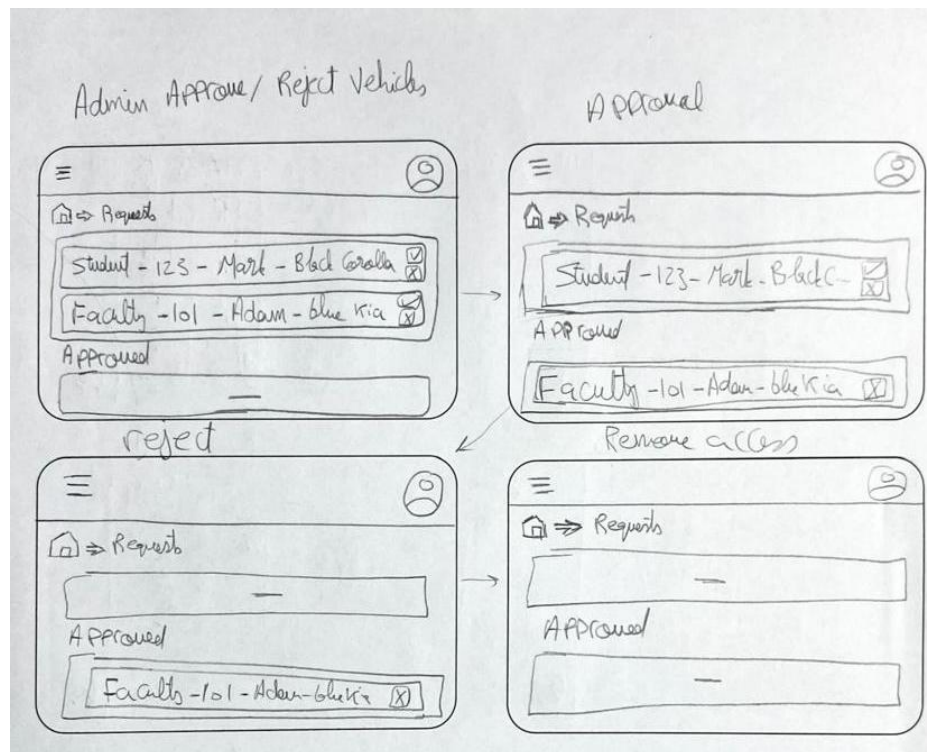 Admin Approve/ Reject Vehicles
Requests
Student - 123 - Mark - Black Corolla
Faculty - 101 - Adam - blue Kia
Approved
Approval
Requests
Student - 123 - Mark - Black C...
Approved
Faculty - 101 - Adam - blue Kia
reject
Requests
Approved
Faculty - 101 - Adam - blue Kia
Remove access
Requests
Approved